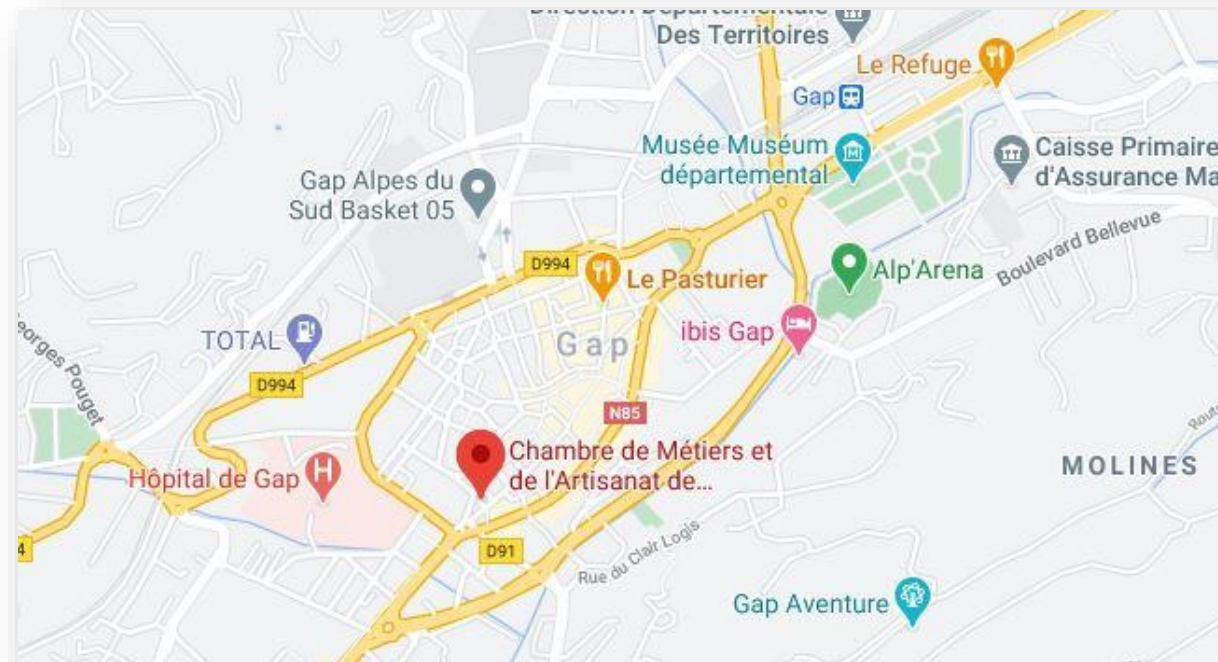 Direction Départementale
Des Territoires
Le Refuge
Gap
Musée Muséum
départemental
Caisse Primaire
d'Assurance Ma
Gap Alpes du
Sud Basket 05
Boulevard Bellevue
D994
Le Pasturier
Alp'Arena
TOTAL
ibis Gap
Gap
Georges Pouget
D994
N85
Chambre de Métiers et
de l'Artisanat de...
Hôpital de Gap
H
MOLINES
Route
4
D91
Rue du Clair Logis
Gap Aventure